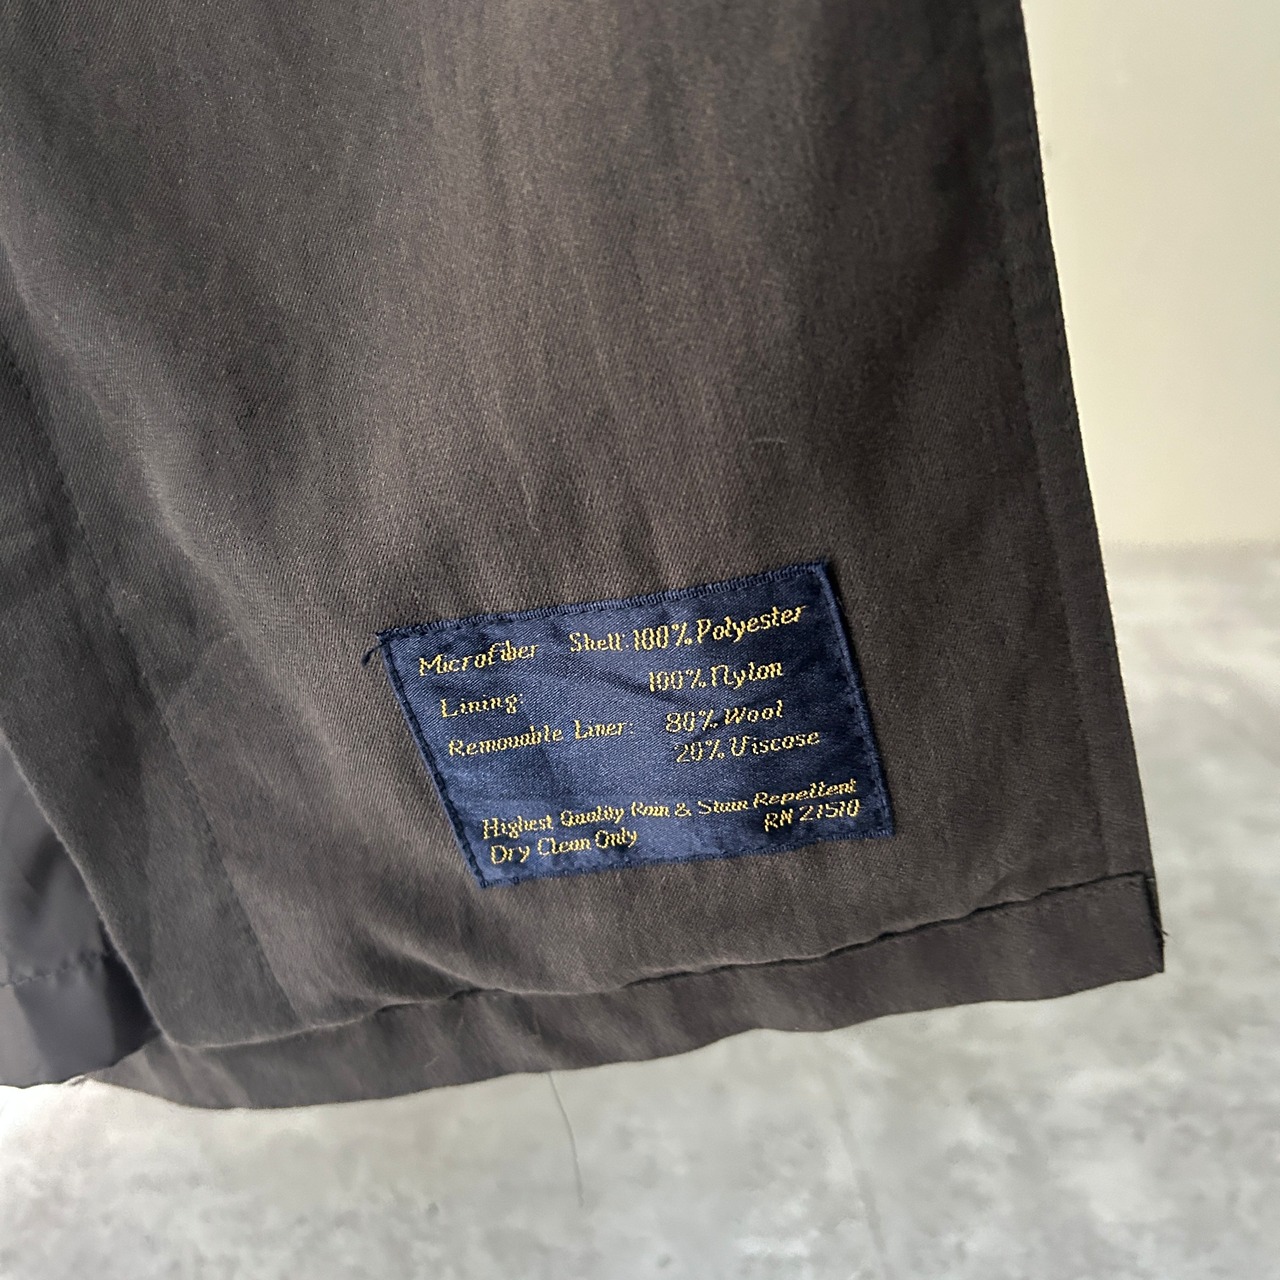 Microfiber Shell: 100% Polyester
Lining: 100% Nylon
Removable Liner: 80% Wool
20% Viscose
Highest Quality Rain & Stain Repellent
Dry Clean Only RN 21510